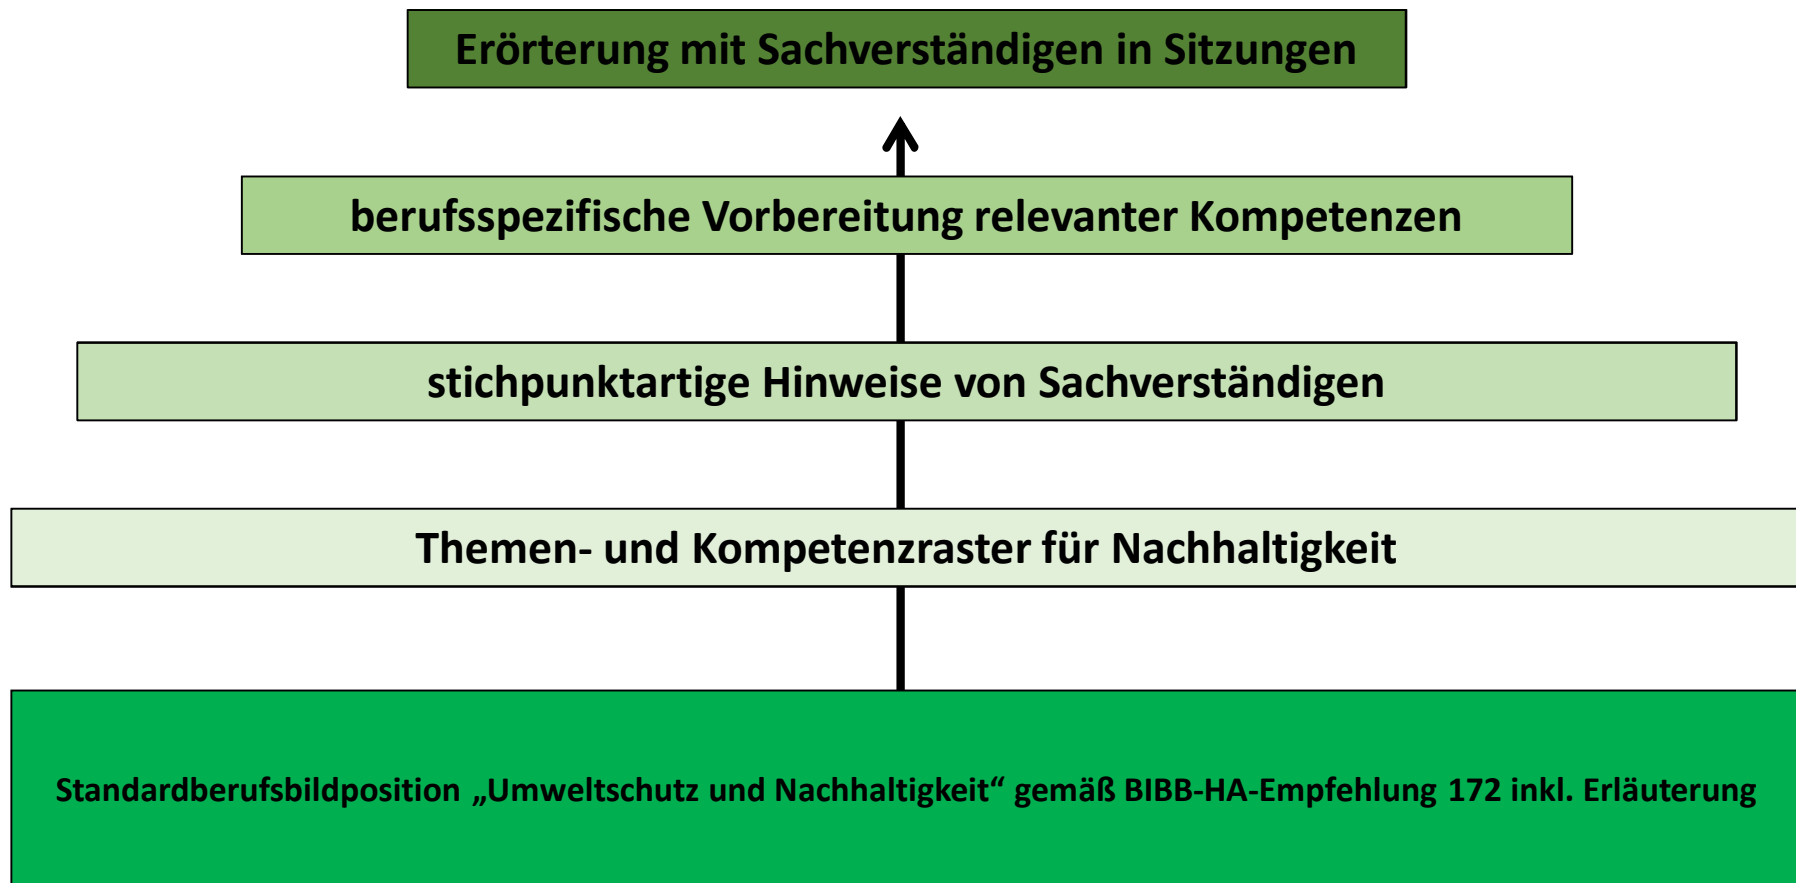 Erörterung mit Sachverständigen in Sitzungen
berufsspezifische Vorbereitung relevanter Kompetenzen
stichpunktartige Hinweise von Sachverständigen
Themen- und Kompetenzraster für Nachhaltigkeit
Standardberufsbildposition „Umweltschutz und Nachhaltigkeit“ gemäß BIBB-HA-Empfehlung 172 inkl. Erläuterung